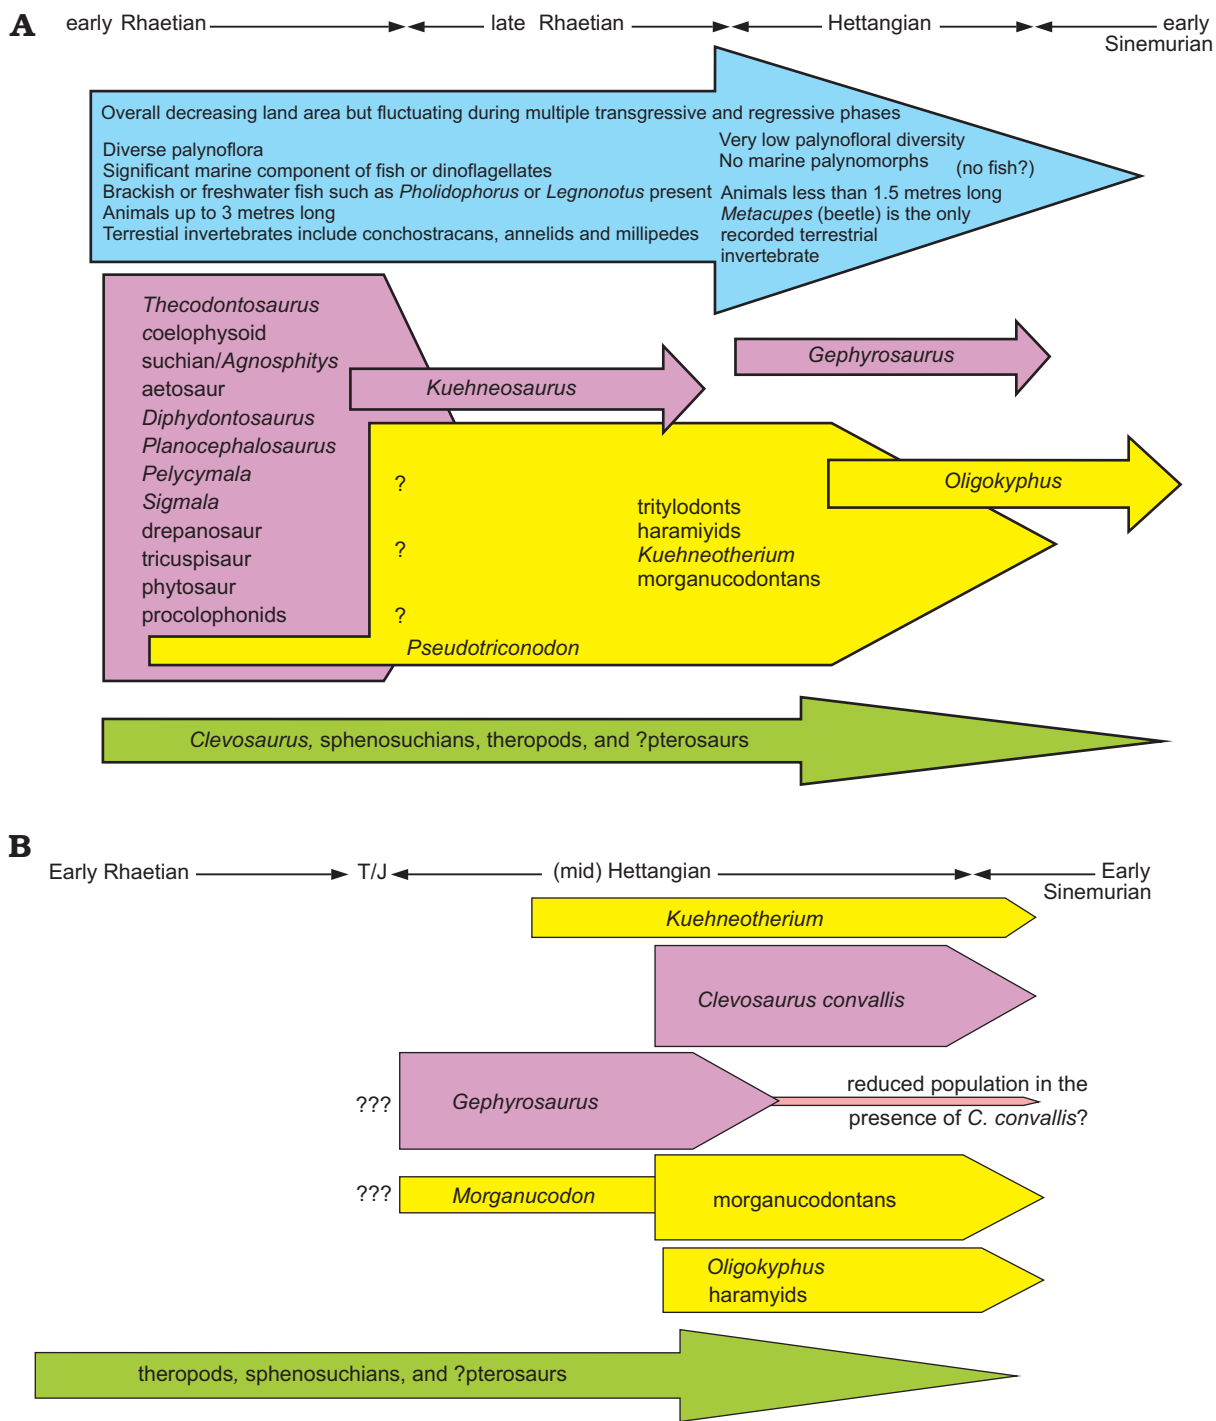 A
early Rhaetian
late Rhaetian
Hettangian
early
Sinemurian
Overall decreasing land area but fluctuating during multiple transgressive and regressive phases
Diverse palynoflora
Significant marine component of fish or dinoflagellates
Brackish or freshwater fish such as Pholidophorus or Legnonotus present
Animals up to 3 metres long
Terrestial invertebrates include conchostracans, annelids and millipedes
Very low palynofloral diversity
No marine palynomorphs
(no fish?)
Animals less than 1.5 metres long
Metacupes (beetle) is the only
recorded terrestrial
invertebrate
Thecodontosaurus
coelophysoid
suchian/Agnosphitys
aetosaur
Diphydontosaurus
Planocephalosaurus
Pelycymala
Sigmala
drepanosaur
tricuspisaur
phytosaur
procolophonids
Kuehneosaurus
Gephyrosaurus
?
?
?
tritylodonts
haramiyids
Kuehneotherium
morganucodontans
Oligokyphus
Pseudotriconodon
Clevosaurus, sphenosuchians, theropods, and ?pterosaurs
B
Early Rhaetian
T/J
(mid) Hettangian
Early
Sinemurian
Kuehneotherium
Clevosaurus convallis
???
Gephyrosaurus
reduced population in the
presence of C. convallis?
???
Morganucodon
morganucodontans
Oligokyphus
haramyids
theropods, sphenosuchians, and ?pterosaurs